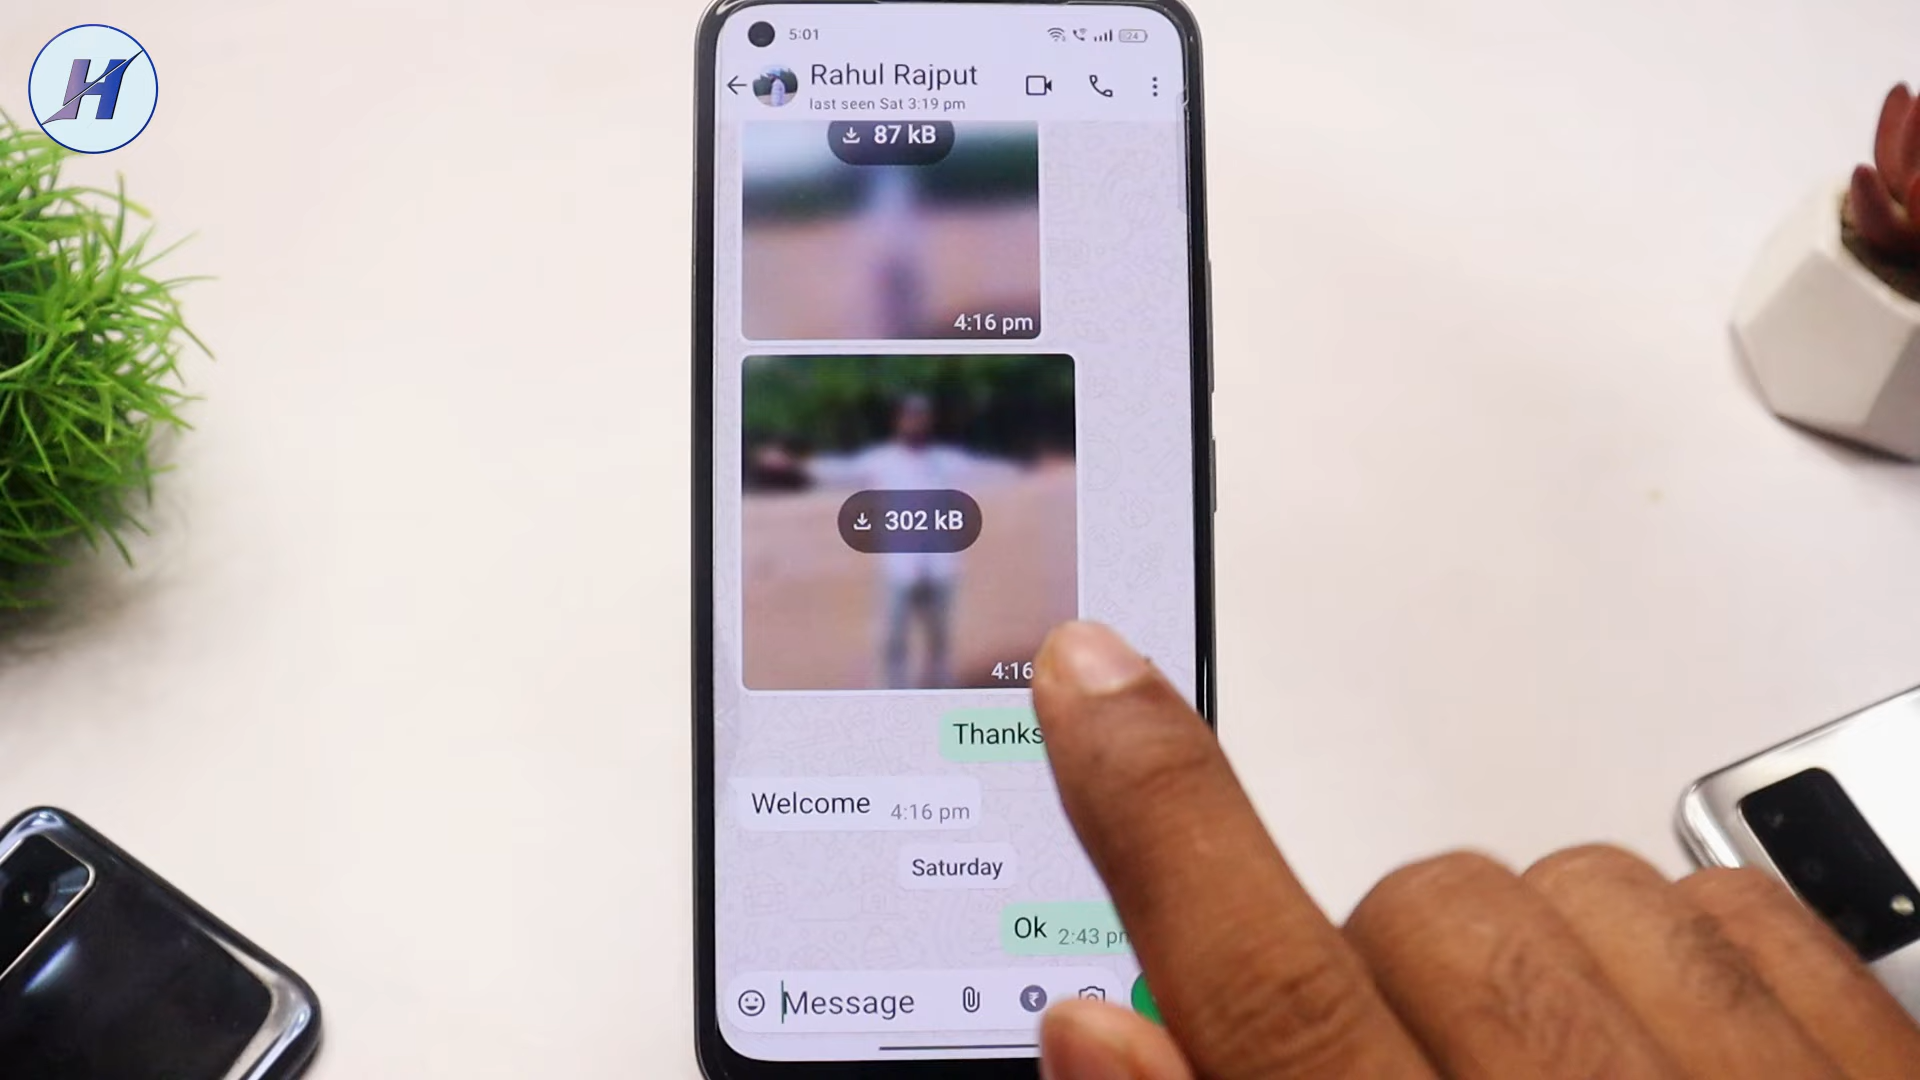 H
5:01
24
Rahul Rajput
last seen Sat 3:19 pm
87 kB
4:16 pm
302 kB
4:16
Thanks
Welcome 4:16 pm
Saturday
Ok 2:43 pm
Message
₹